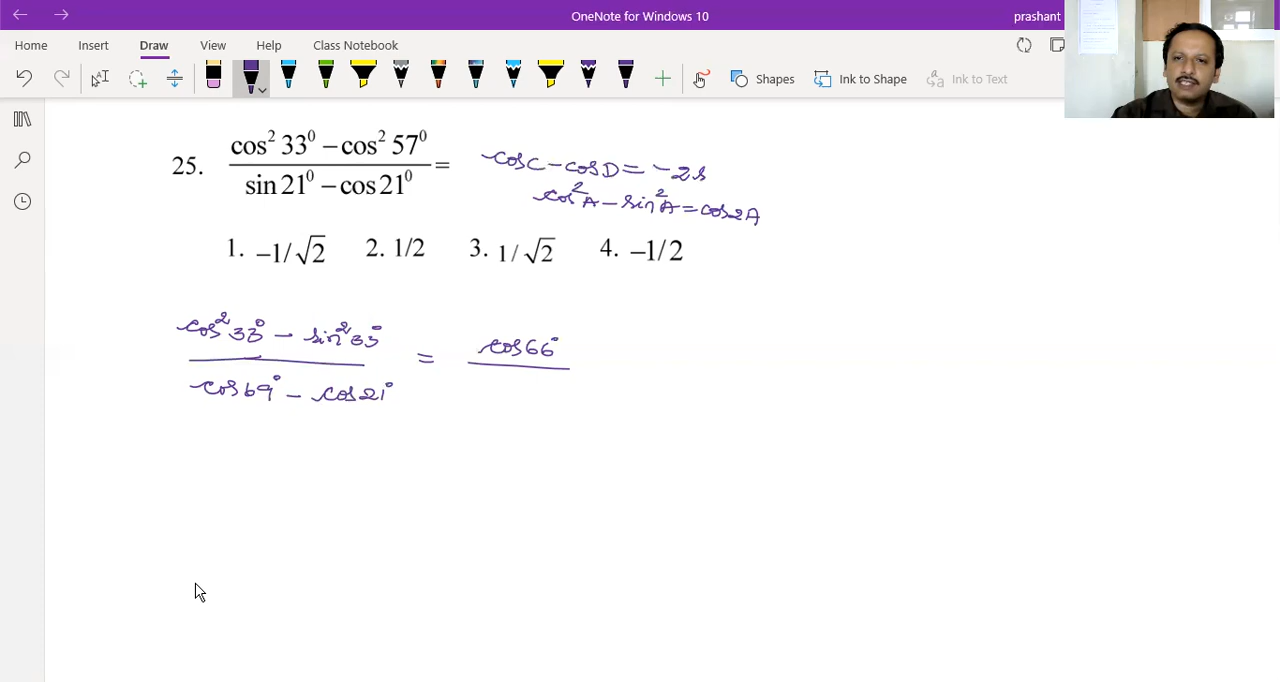 OneNote for Windows 10
prashant
Home Insert Draw View Help Class Notebook
Shapes Ink to Shape Ink to Text
25. cos² 33⁰ – cos² 57⁰ / sin 21⁰ – cos 21⁰ =
cosC – cosD = –2s
cos²A – sin²A = cos2A
1. –1/√2 2. 1/2 3. 1/√2 4. –1/2
cos²33° – sin²33° / cos69° – cos21° = cos66°